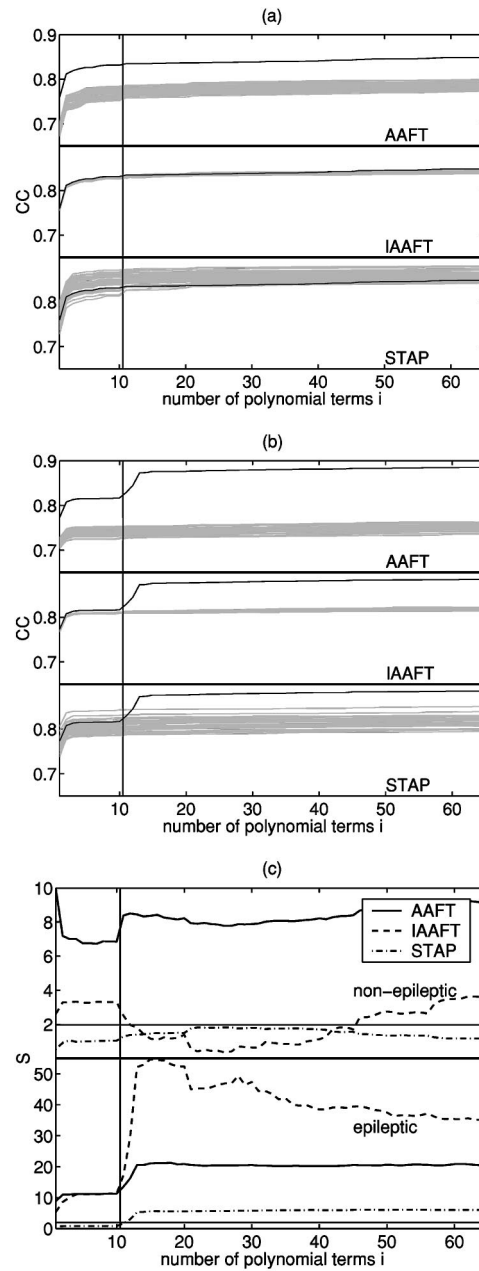 (a)
0.9
0.8
0.7
AAFT
CC
0.8
0.7
IAAFT
0.8
0.7
STAP
10 20 30 40 50 60
number of polynomial terms i
(b)
0.9
0.8
0.7
AAFT
CC
0.8
0.7
IAAFT
0.8
0.7
STAP
10 20 30 40 50 60
number of polynomial terms i
(c)
10
8
6
4
2
AAFT
IAAFT
STAP
non-epileptic
S
50
40
30
20
10
0
epileptic
0 10 20 30 40 50 60
number of polynomial terms i